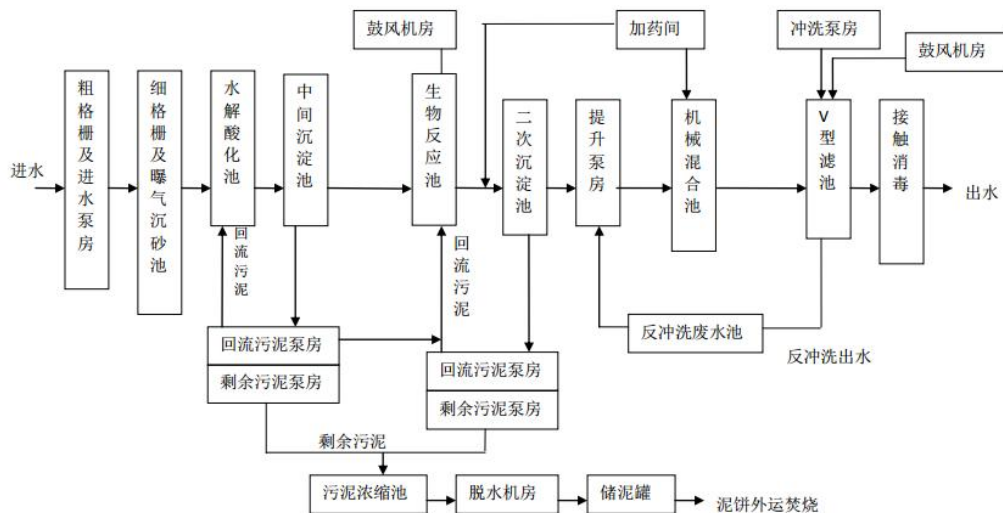 鼓风机房
加药间
冲洗泵房
鼓风机房
进水
粗格栅及进水泵房
细格栅及曝气沉砂池
水解酸化池
中间沉淀池
生物反应池
二次沉淀池
提升泵房
机械混合池
V型滤池
接触消毒
出水
回流污泥
回流污泥
回流污泥泵房
剩余污泥泵房
回流污泥泵房
剩余污泥泵房
反冲洗废水池
反冲洗出水
剩余污泥
污泥浓缩池
脱水机房
储泥罐
泥饼外运焚烧